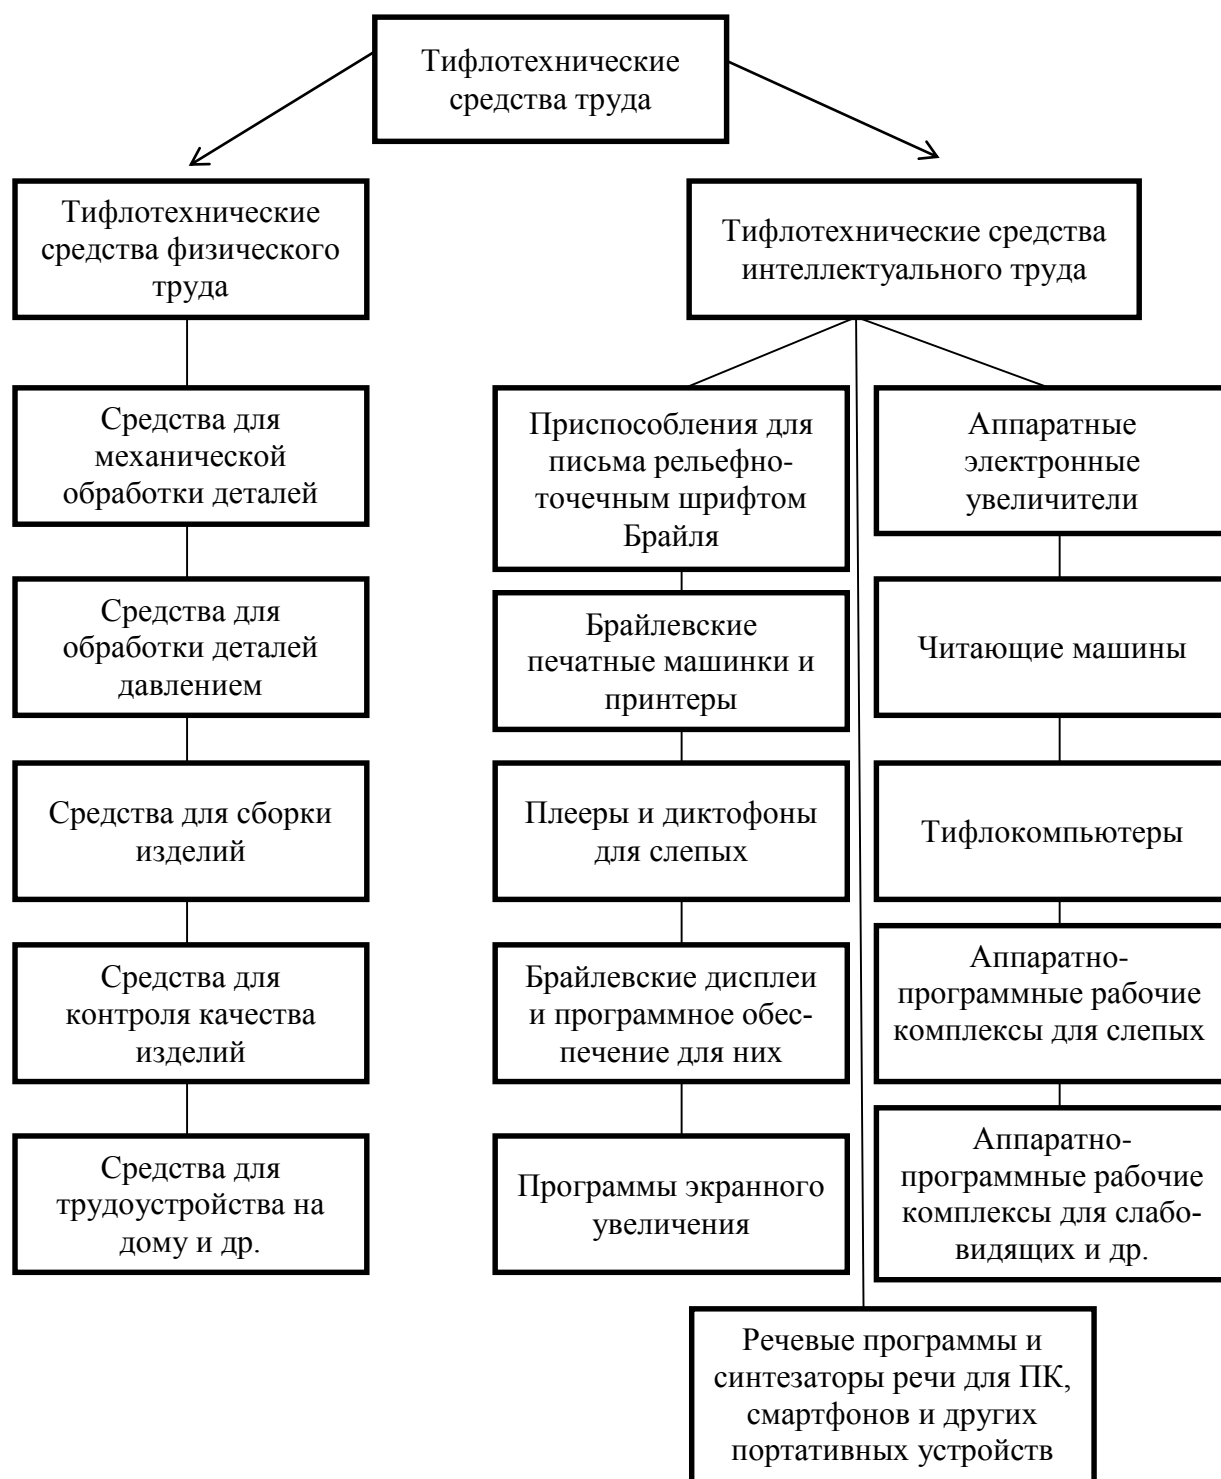 Тифлотехнические
средства труда
Тифлотехнические
средства физического
труда
Тифлотехнические средства
интеллектуального труда
Средства для
механической
обработки деталей
Средства для
обработки деталей
давлением
Средства для сборки
изделий
Средства для
контроля качества
изделий
Средства для
трудоустройства на
дому и др.
Приспособления для
письма рельефно-
точечным шрифтом
Брайля
Брайлевские
печатные машинки и
принтеры
Плееры и диктофоны
для слепых
Брайлевские дисплеи
и программное обес-
печение для них
Программы экранного
увеличения
Аппаратные
электронные
увеличители
Читающие машины
Тифлокомпьютеры
Аппаратно-
программные рабочие
комплексы для слепых
Аппаратно-
программные рабочие
комплексы для слабо-
видящих и др.
Речевые программы и
синтезаторы речи для ПК,
смартфонов и других
портативных устройств